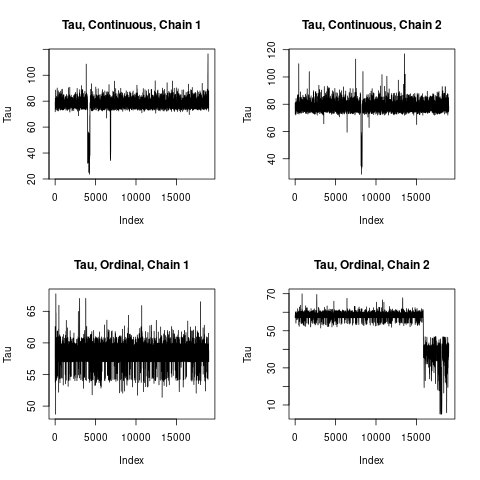 Tau, Continuous, Chain 1
Tau
20 40 60 80 100
0 5000 10000 15000
Index
Tau, Continuous, Chain 2
Tau
40 60 80 100 120
0 5000 10000 15000
Index
Tau, Ordinal, Chain 1
Tau
50 55 60 65
0 5000 10000 15000
Index
Tau, Ordinal, Chain 2
Tau
10 30 50 70
0 5000 10000 15000
Index